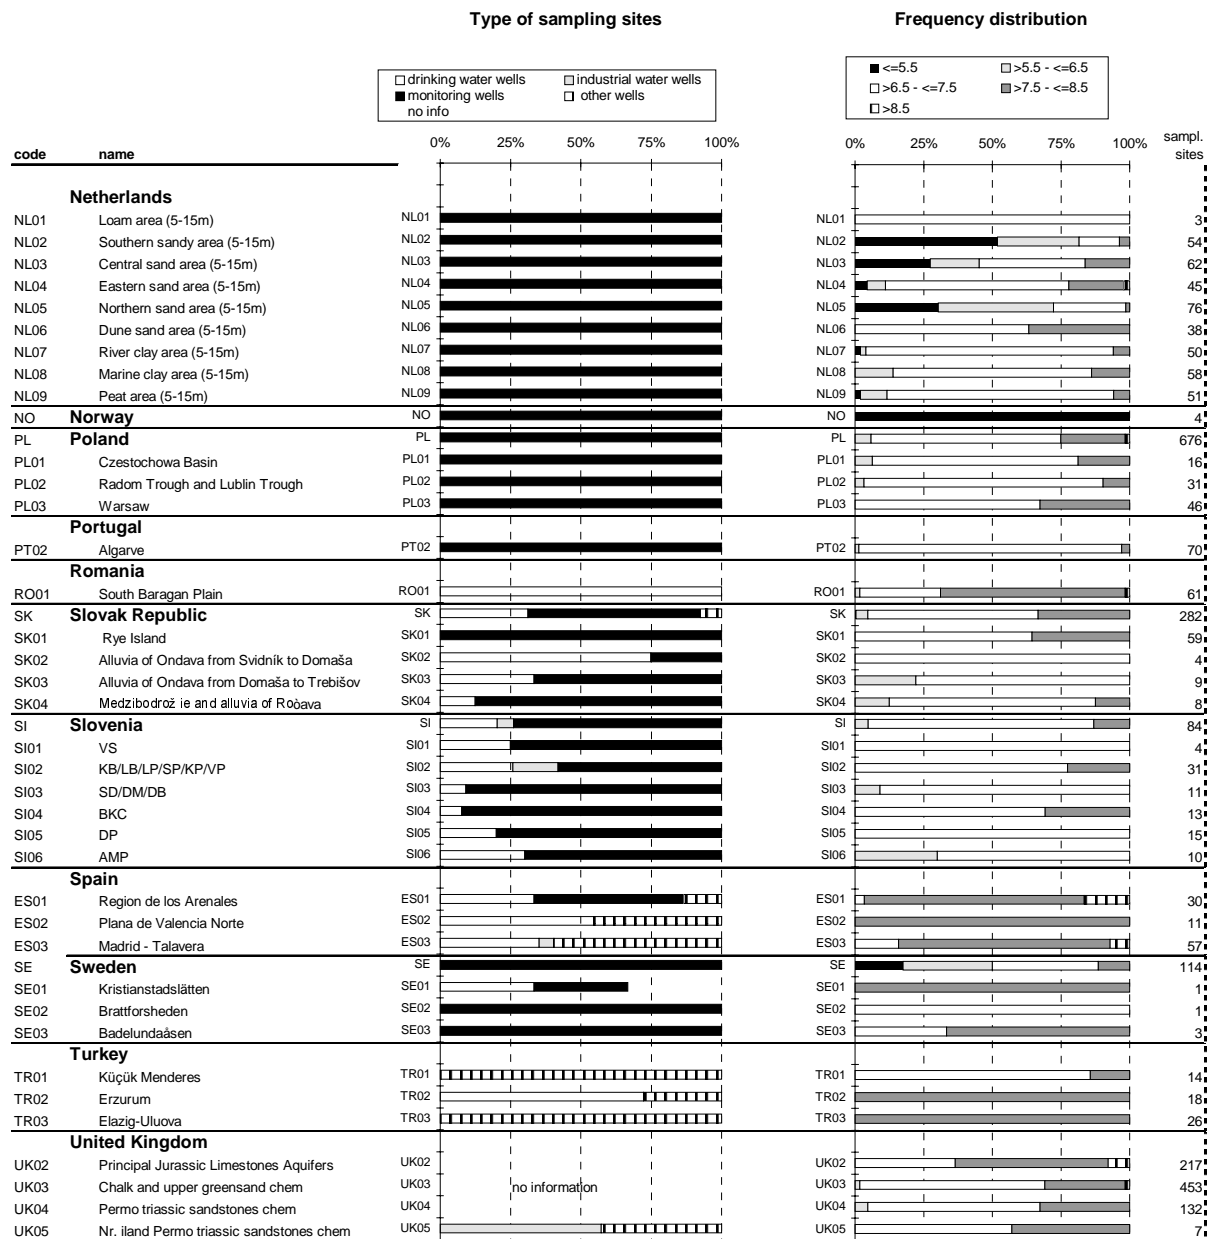 Type of sampling sites Frequency distribution
drinking water wells industrial water wells
monitoring wells other wells
no info
<=5.5 >5.5 - <=6.5
>6.5 - <=7.5 >7.5 - <=8.5
>8.5
code name 0% 25% 50% 75% 100% 0% 25% 50% 75% 100% sampl. sites
Netherlands
NL01 Loam area (5-15m) NL01 NL01 3
NL02 Southern sandy area (5-15m) NL02 NL02 54
NL03 Central sand area (5-15m) NL03 NL03 62
NL04 Eastern sand area (5-15m) NL04 NL04 45
NL05 Northern sand area (5-15m) NL05 NL05 76
NL06 Dune sand area (5-15m) NL06 NL06 38
NL07 River clay area (5-15m) NL07 NL07 50
NL08 Marine clay area (5-15m) NL08 NL08 58
NL09 Peat area (5-15m) NL09 NL09 51
NO Norway NO NO 4
PL Poland PL PL 676
PL01 Czestochowa Basin PL01 PL01 16
PL02 Radom Trough and Lublin Trough PL02 PL02 31
PL03 Warsaw PL03 PL03 46
Portugal
PT02 Algarve PT02 PT02 70
Romania
RO01 South Baragan Plain RO01 RO01 61
SK Slovak Republic SK SK 282
SK01 Rye Island SK01 SK01 59
SK02 Alluvia of Ondava from Svidník to Domaša SK02 SK02 4
SK03 Alluvia of Ondava from Domaša to Trebišov SK03 SK03 9
SK04 Medzibodrož ie and alluvia of Roòava SK04 SK04 8
SI Slovenia SI SI 84
SI01 VS SI01 SI01 4
SI02 KB/LB/LP/SP/KP/VP SI02 SI02 31
SI03 SD/DM/DB SI03 SI03 11
SI04 BKC SI04 SI04 13
SI05 DP SI05 SI05 15
SI06 AMP SI06 SI06 10
Spain
ES01 Region de los Arenales ES01 ES01 30
ES02 Plana de Valencia Norte ES02 ES02 11
ES03 Madrid - Talavera ES03 ES03 57
SE Sweden SE SE 114
SE01 Kristianstadslätten SE01 SE01 1
SE02 Brattforsheden SE02 SE02 1
SE03 Badelundaåsen SE03 SE03 3
Turkey
TR01 Küçük Menderes TR01 TR01 14
TR02 Erzurum TR02 TR02 18
TR03 Elazig-Uluova TR03 TR03 26
United Kingdom
UK02 Principal Jurassic Limestones Aquifers UK02 UK02 217
UK03 Chalk and upper greensand chem UK03 no information UK03 453
UK04 Permo triassic sandstones chem UK04 UK04 132
UK05 Nr. iland Permo triassic sandstones chem UK05 UK05 7